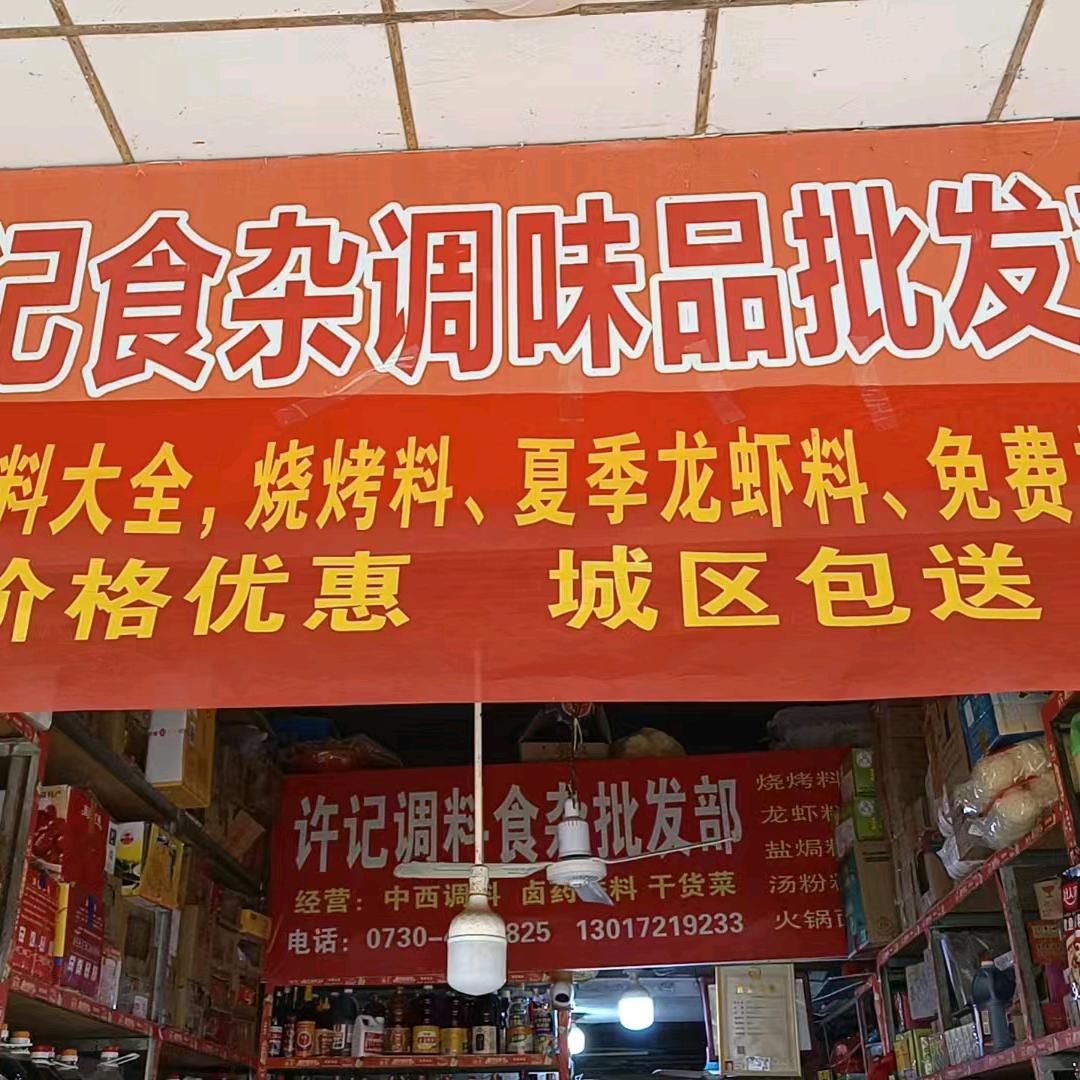 记食杂调味品批发
料大全，烧烤料、夏季龙虾料、免费
价格优惠 城区包送
许记调料食杂批发部
经营：中西调料 卤药 料 干货菜
电话：0730- 825 13017219233
烧烤料
龙虾料
盐焗料
汤粉料
火锅